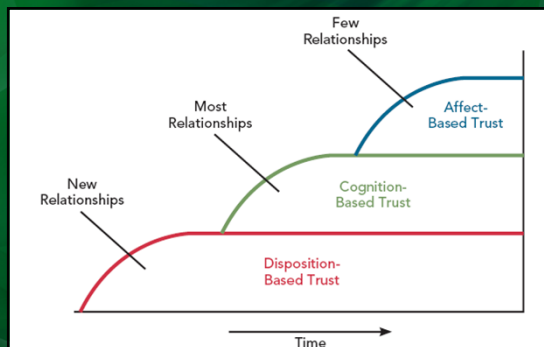 Few
Relationships
Affect-
Based Trust
Most
Relationships
Cognition-
Based Trust
New
Relationships
Disposition-
Based Trust
Time